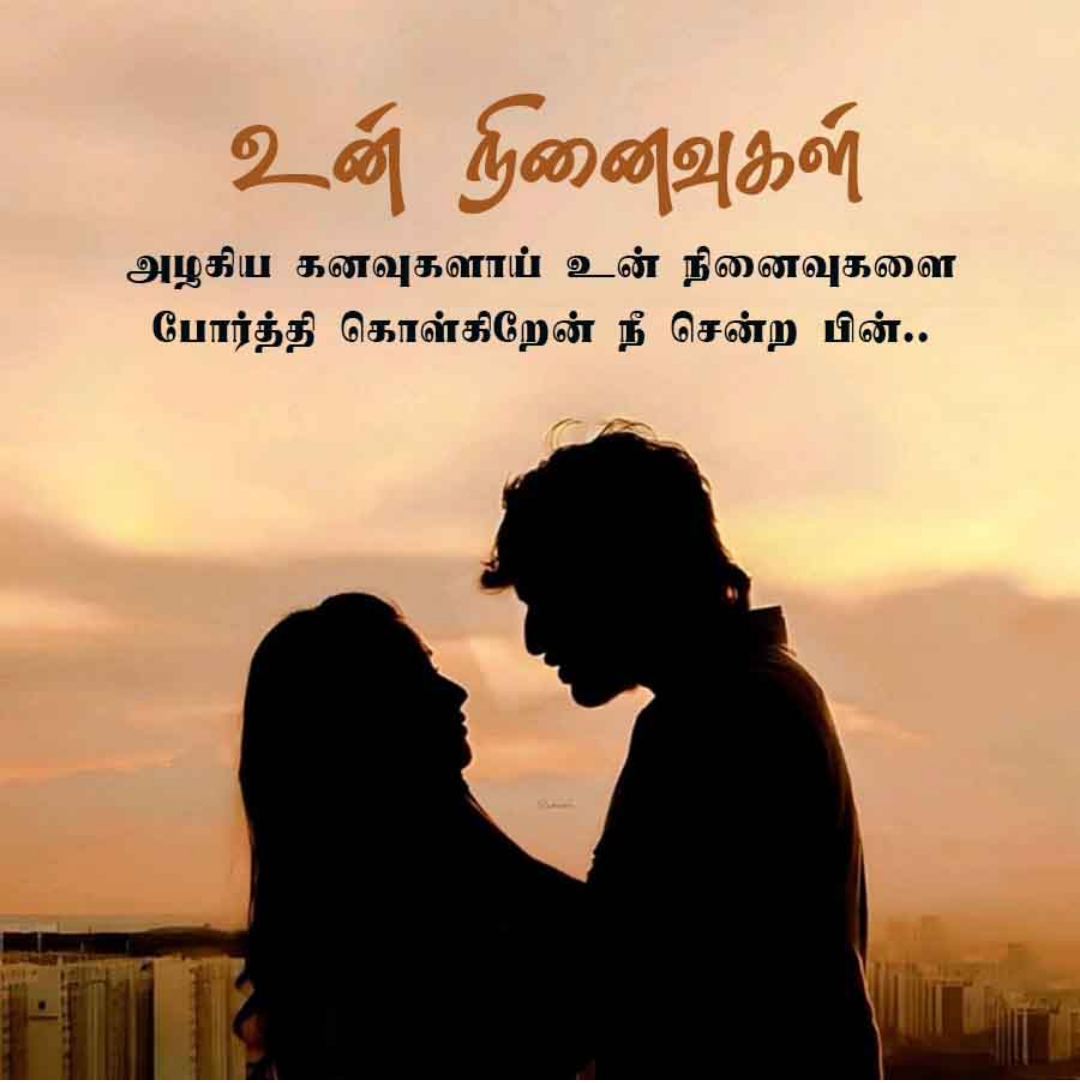 உன் நினைவுகள்
அழகிய கனவுகளாய் உன் நினைவுகளை
போர்த்தி கொள்கிறேன் நீ சென்ற பின்..